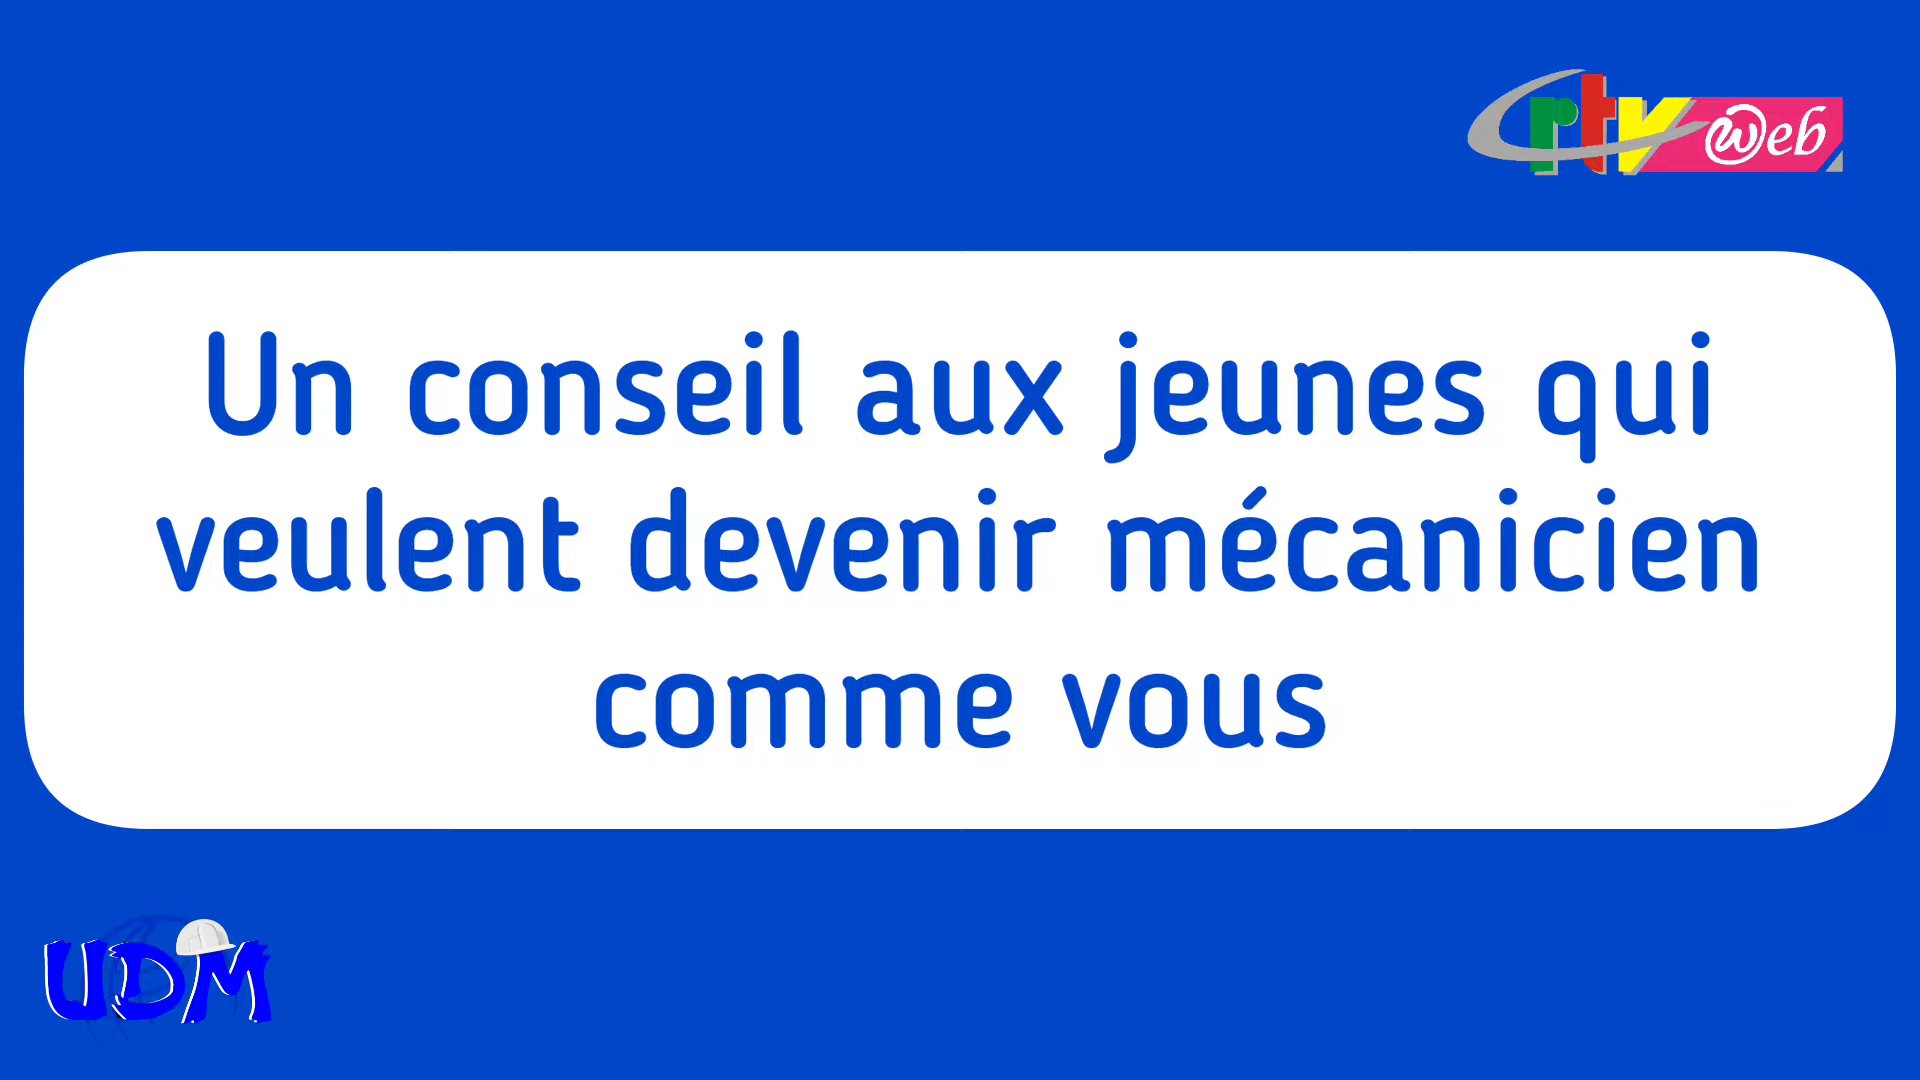 crtv web
Un conseil aux jeunes qui
veulent devenir mécanicien
comme vous
UDM